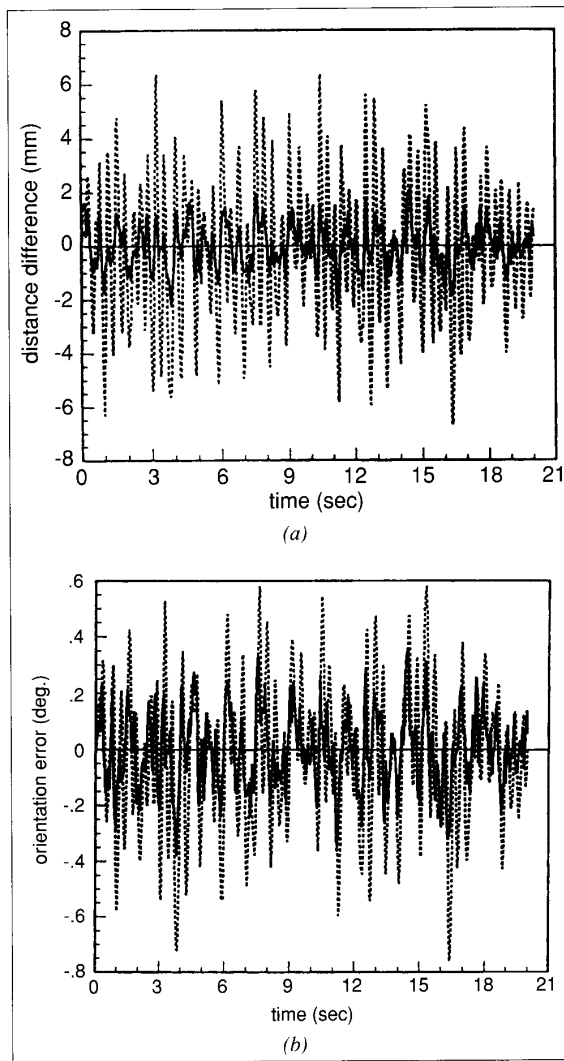 8
6
4
2
0
-2
-4
-6
-8
distance difference (mm)
0 3 6 9 12 15 18 21
time (sec)
(a)
.6
.4
.2
0
-.2
-.4
-.6
-.8
orientation error (deg.)
0 3 6 9 12 15 18 21
time (sec)
(b)